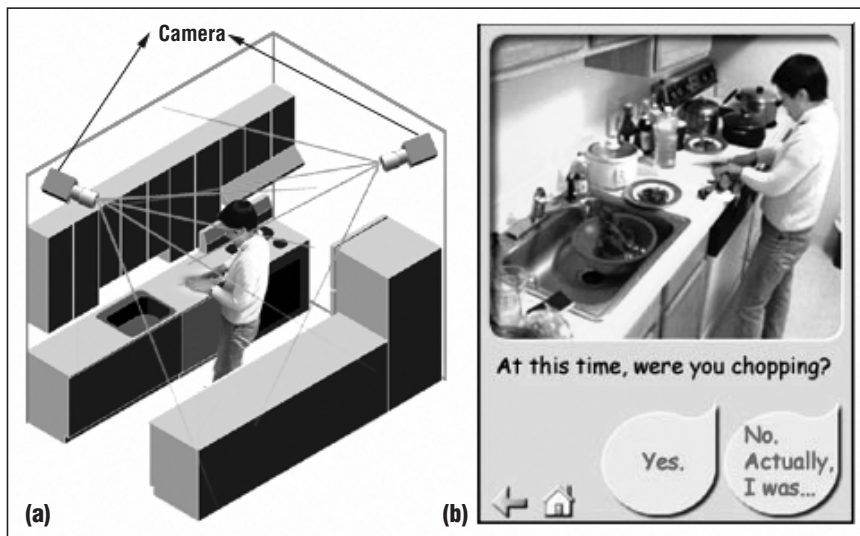 Camera
At this time, were you chopping?
Yes.
No.
Actually,
I was...
(a)
(b)